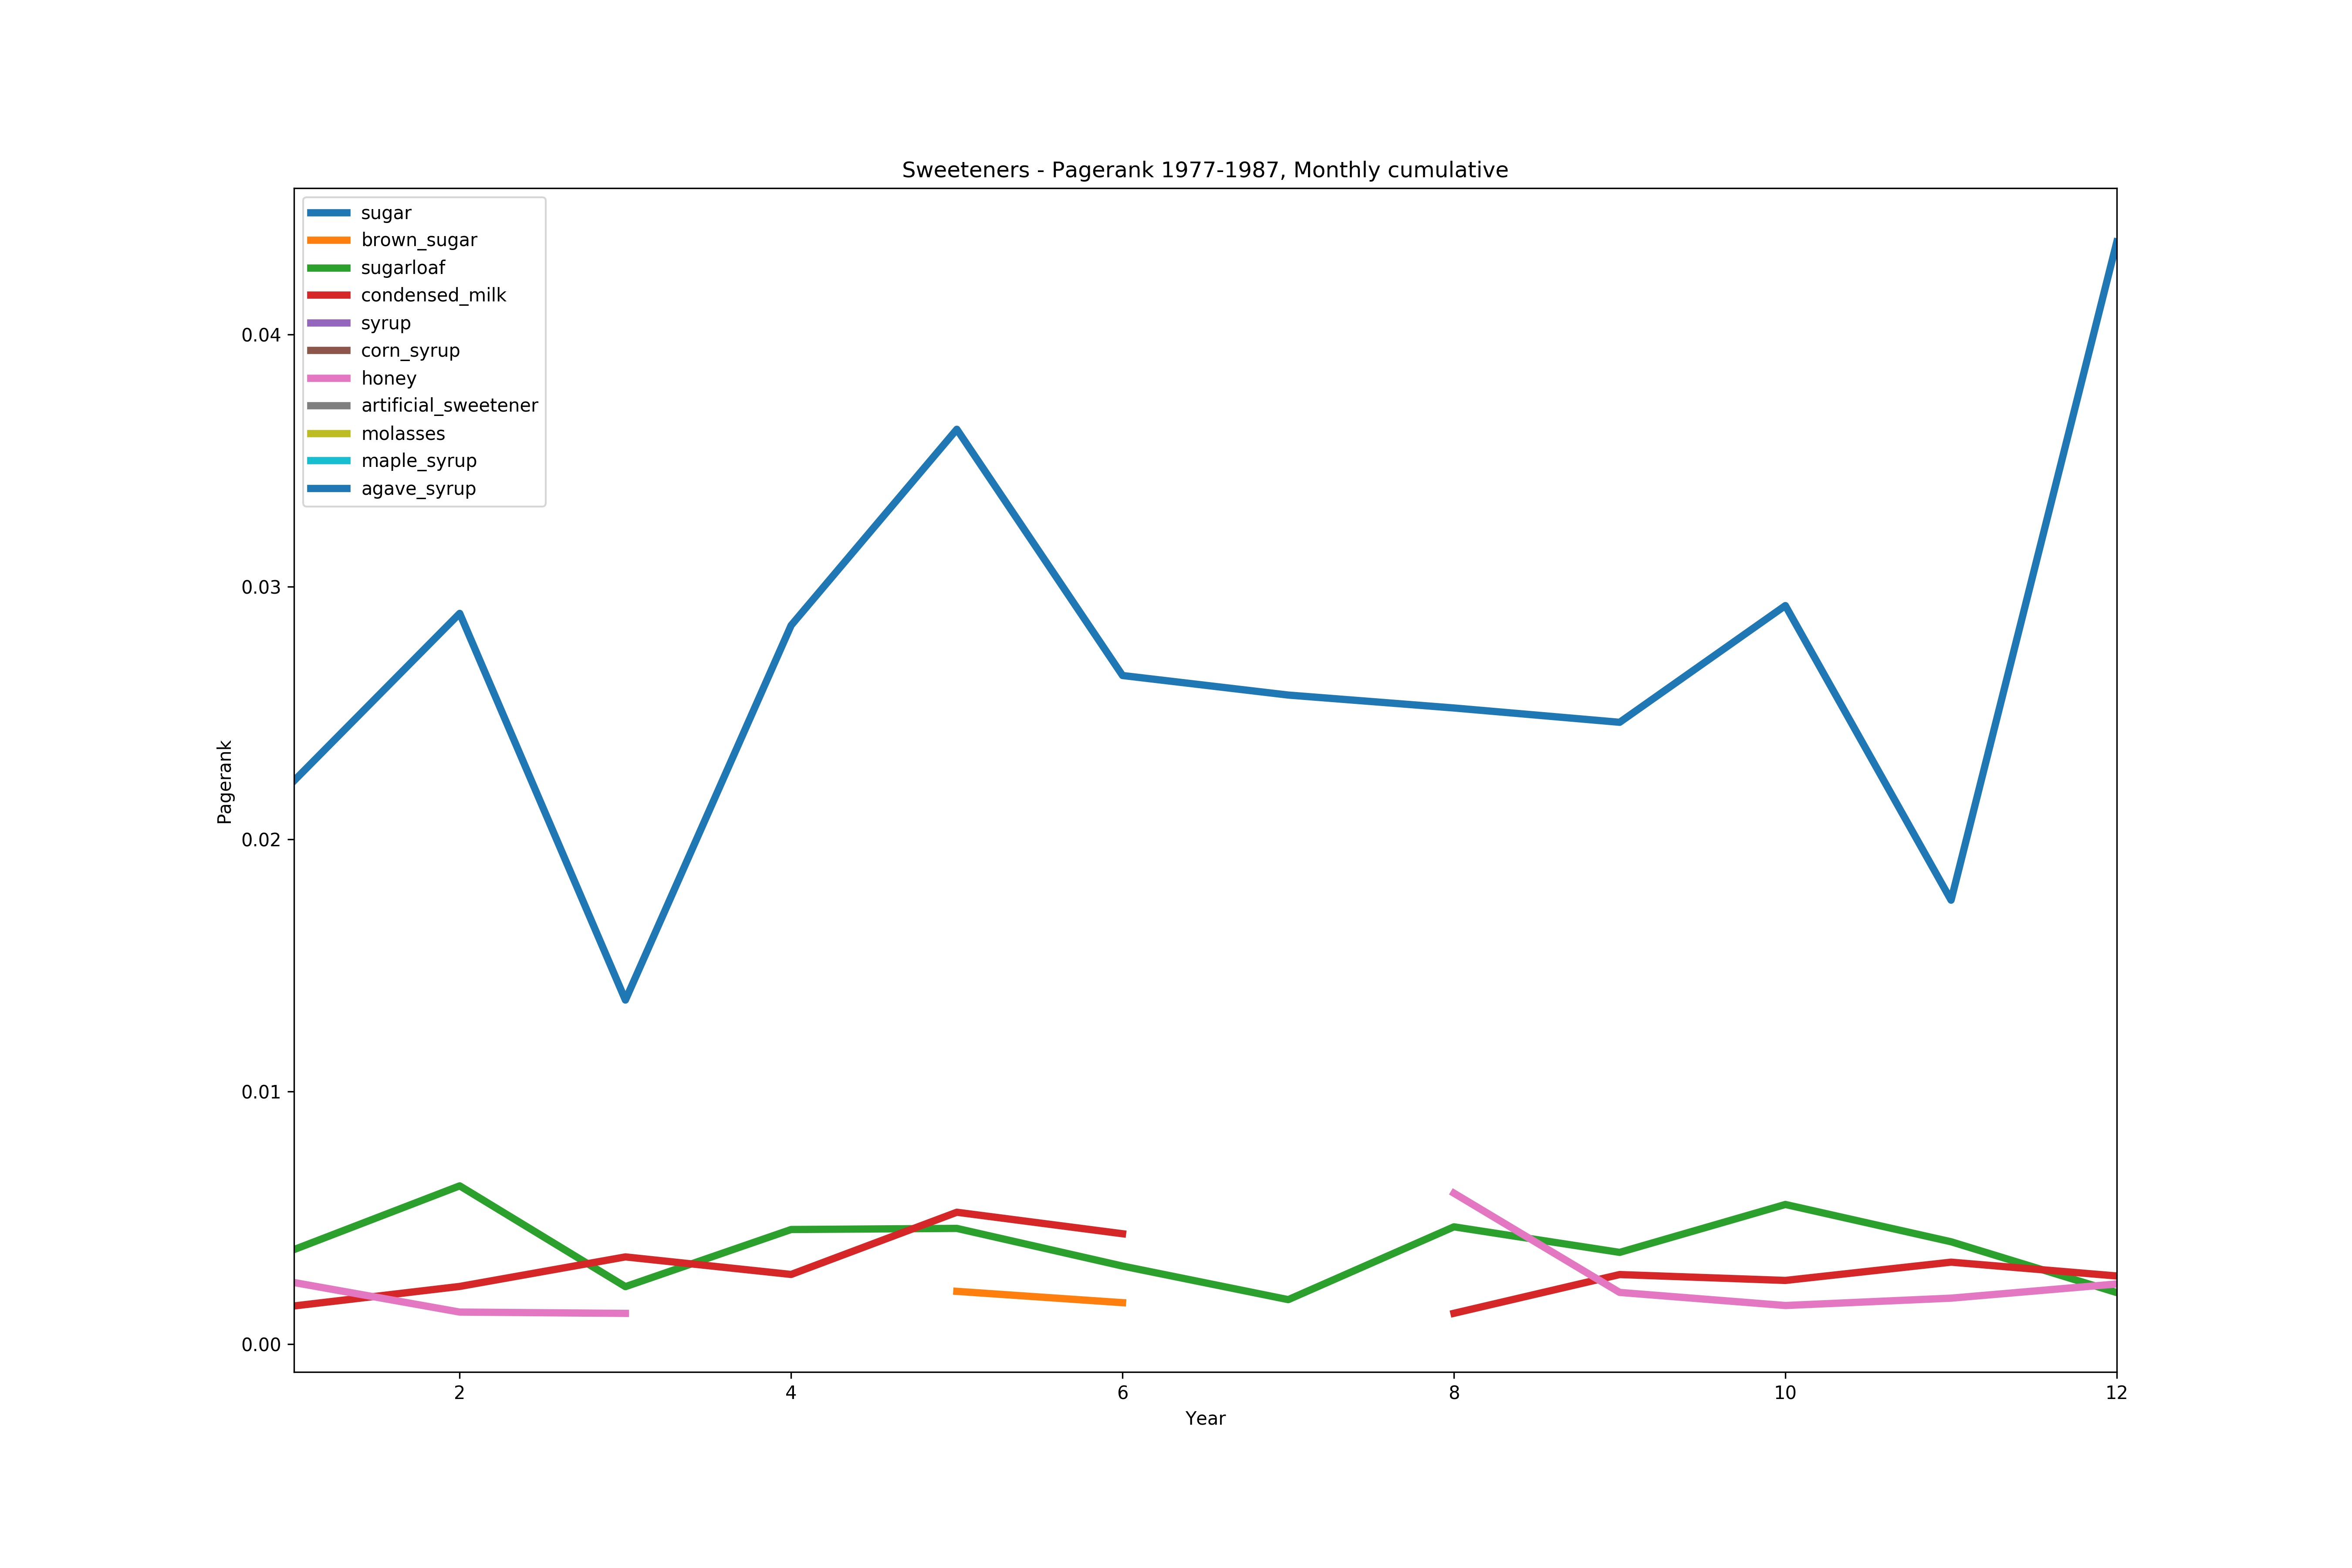 Sweeteners - Pagerank 1977-1987, Monthly cumulative
sugar
brown_sugar
sugarloaf
condensed_milk
syrup
corn_syrup
honey
artificial_sweetener
molasses
maple_syrup
agave_syrup
0.04
0.03
0.02
0.01
0.00
Pagerank
2 4 6 8 10 12
Year